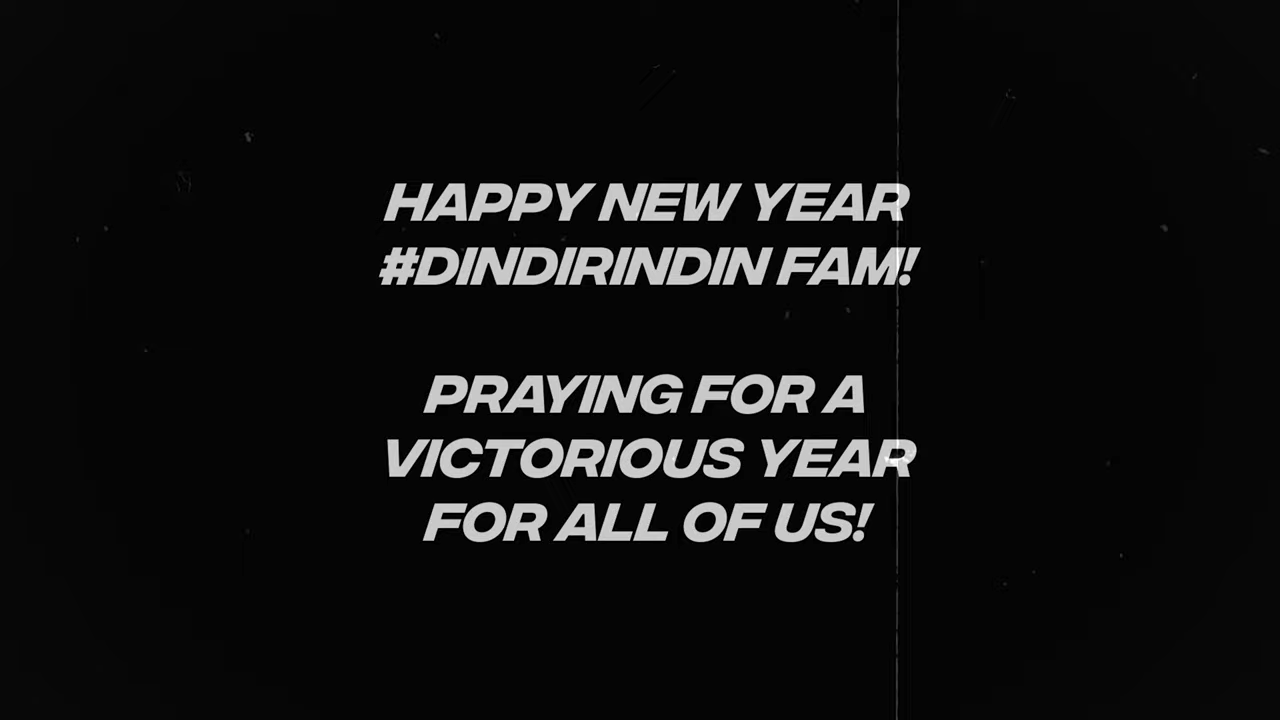 HAPPY NEW YEAR
#DINDIRINDIN FAM!
PRAYING FOR A
VICTORIOUS YEAR
FOR ALL OF US!